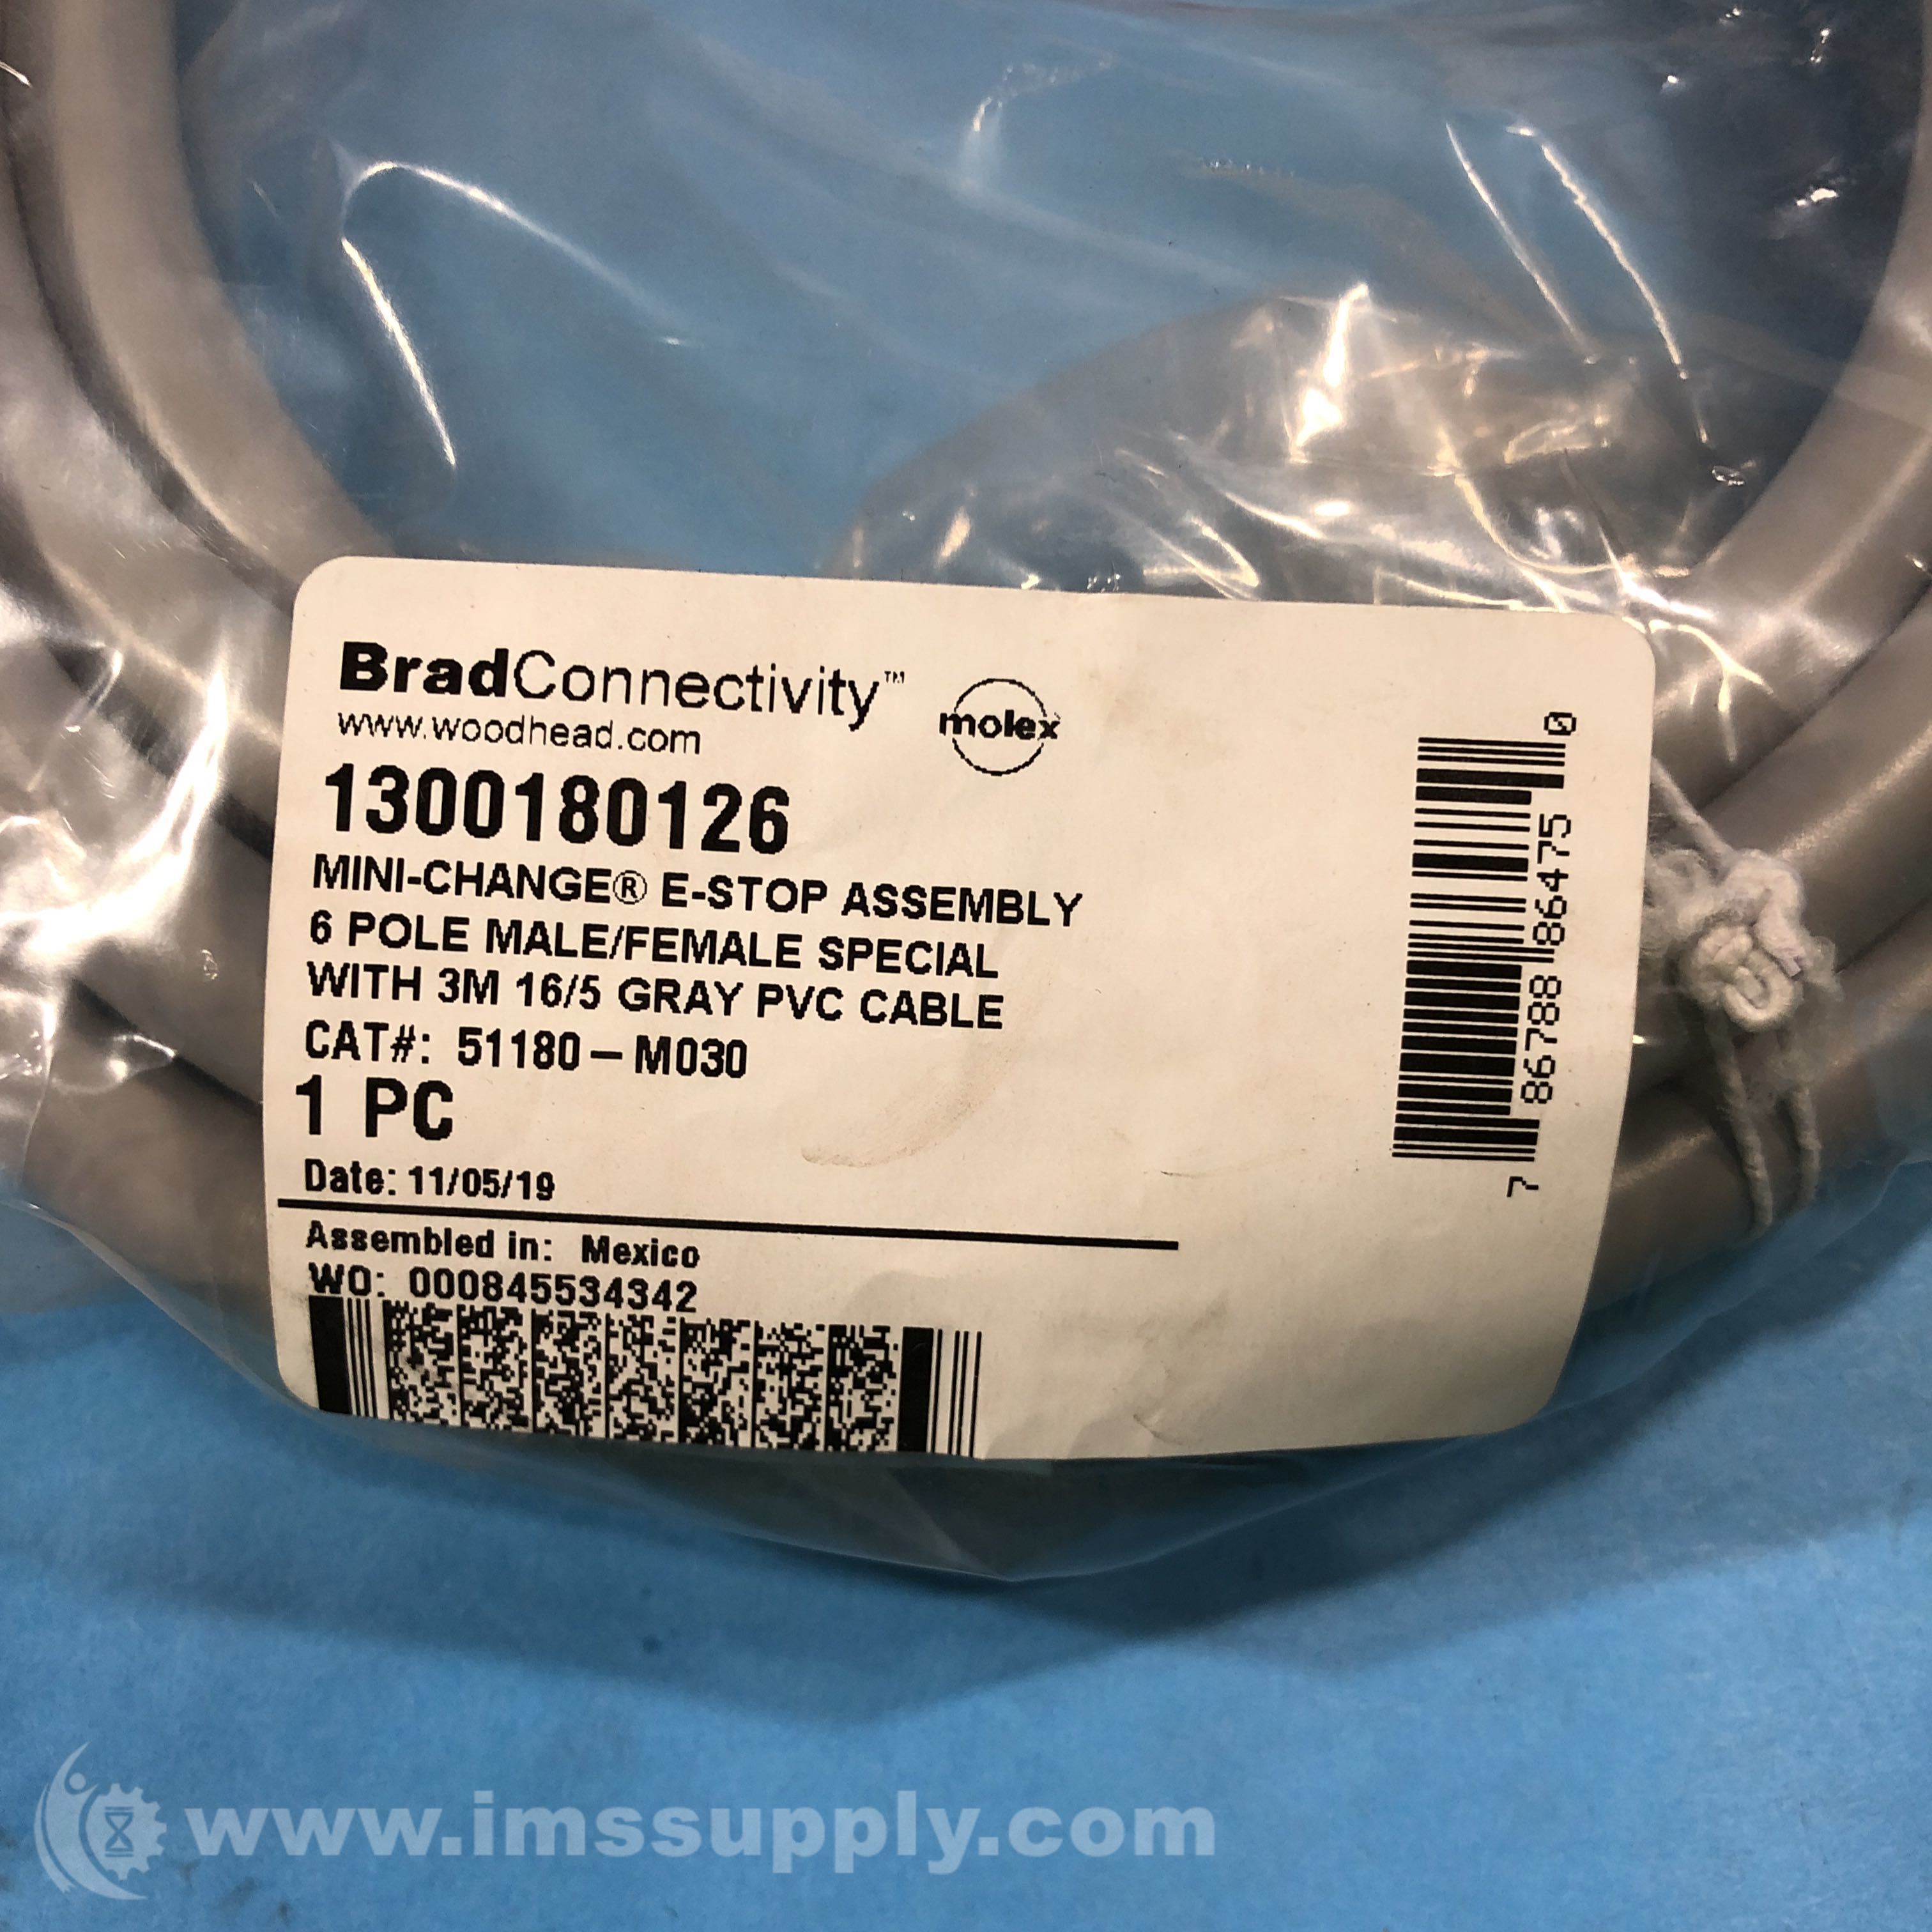 BradConnectivity™
www.woodhead.com
molex
1300180126
MINI-CHANGE® E-STOP ASSEMBLY
6 POLE MALE/FEMALE SPECIAL
WITH 3M 16/5 GRAY PVC CABLE
CAT#: 51180-M030
1 PC
Date: 11/05/19
Assembled in: Mexico
WO: 000845534342
7 86788 86475 0
www.imssupply.com